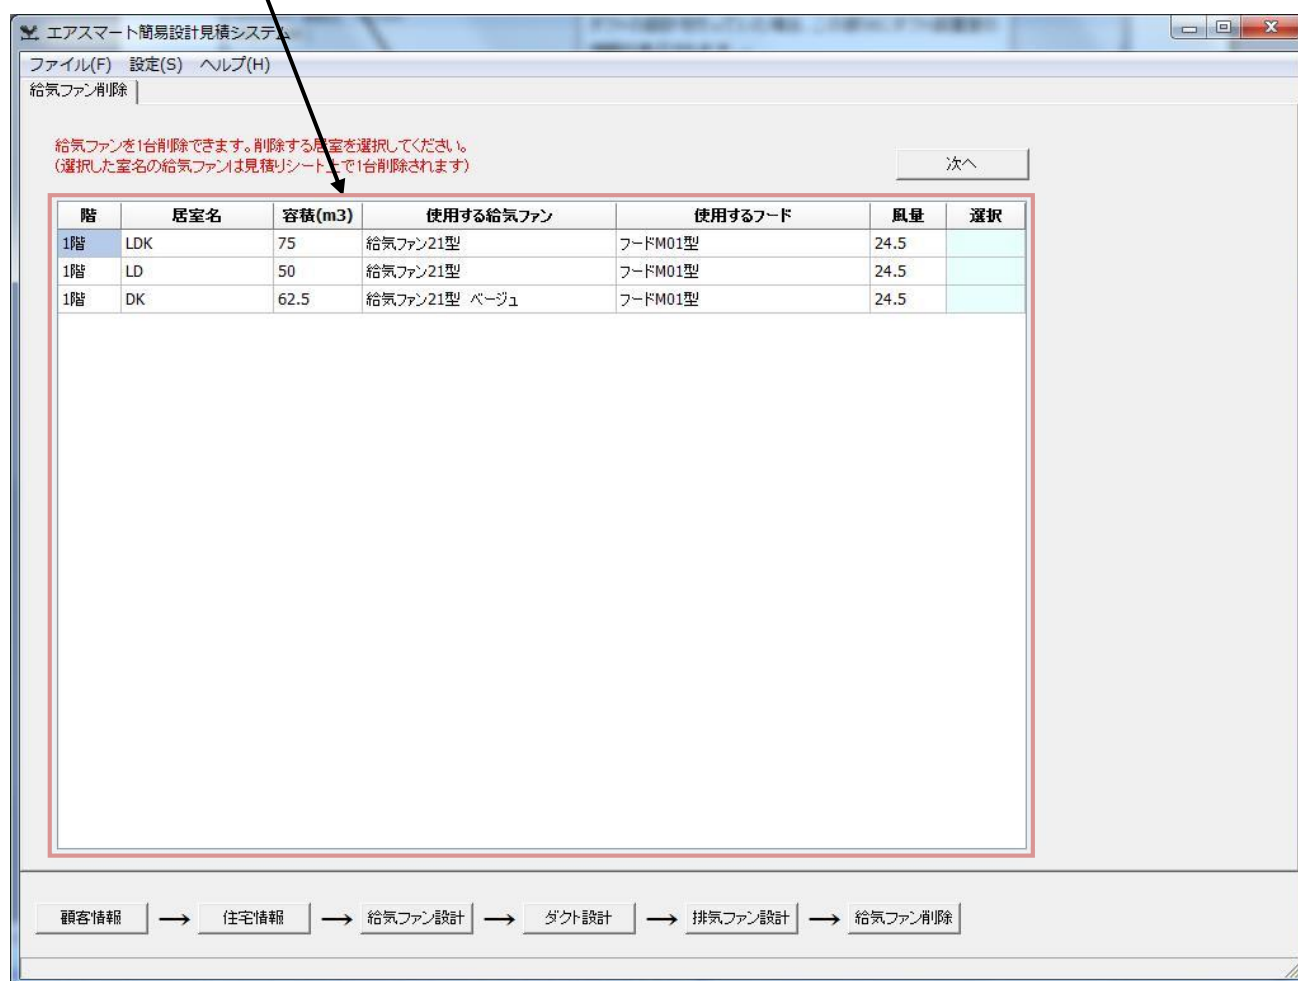 エアスマート簡易設計見積システム
ファイル(F) 設定(S) ヘルプ(H)
給気ファン削除
給気ファンを1台削除できます。削除する居室を選択してください。
(選択した室名の給気ファンは見積りシート上で1台削除されます)
次へ
階 居室名 容積(m3) 使用する給気ファン 使用するフード 風量 選択
1階 LDK 75 給気ファン21型 フードM01型 24.5
1階 LD 50 給気ファン21型 フードM01型 24.5
1階 DK 62.5 給気ファン21型 ベージュ フードM01型 24.5
顧客情報 → 住宅情報 → 給気ファン設計 → ダクト設計 → 排気ファン設計 → 給気ファン削除